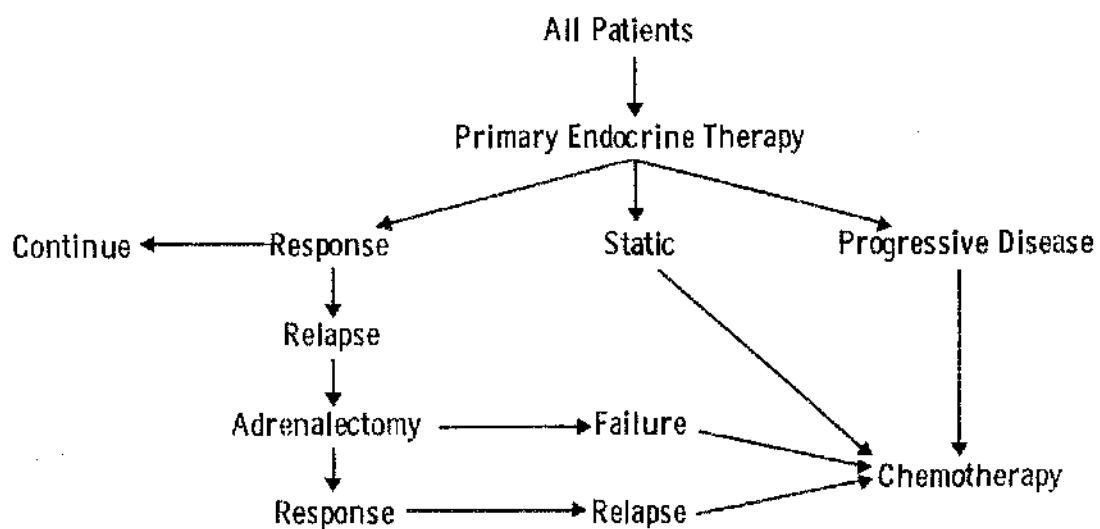 All Patients
Primary Endocrine Therapy
Continue Response Static Progressive Disease
Relapse
Adrenalectomy Failure
Chemotherapy
Response Relapse